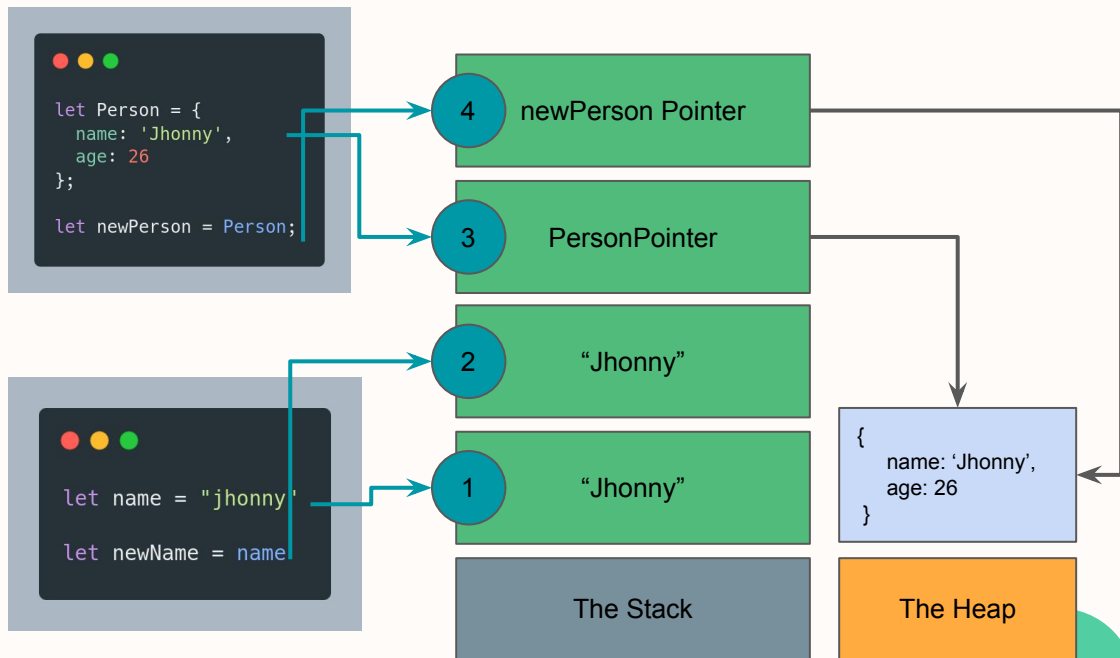 let Person = {
name: 'Jhonny',
age: 26
};
let newPerson = Person;
4
newPerson Pointer
3
PersonPointer
2
“Jhonny”
let name = "jhonny"
let newName = name
1
“Jhonny”
{
name: ‘Jhonny’,
age: 26
}
The Stack
The Heap